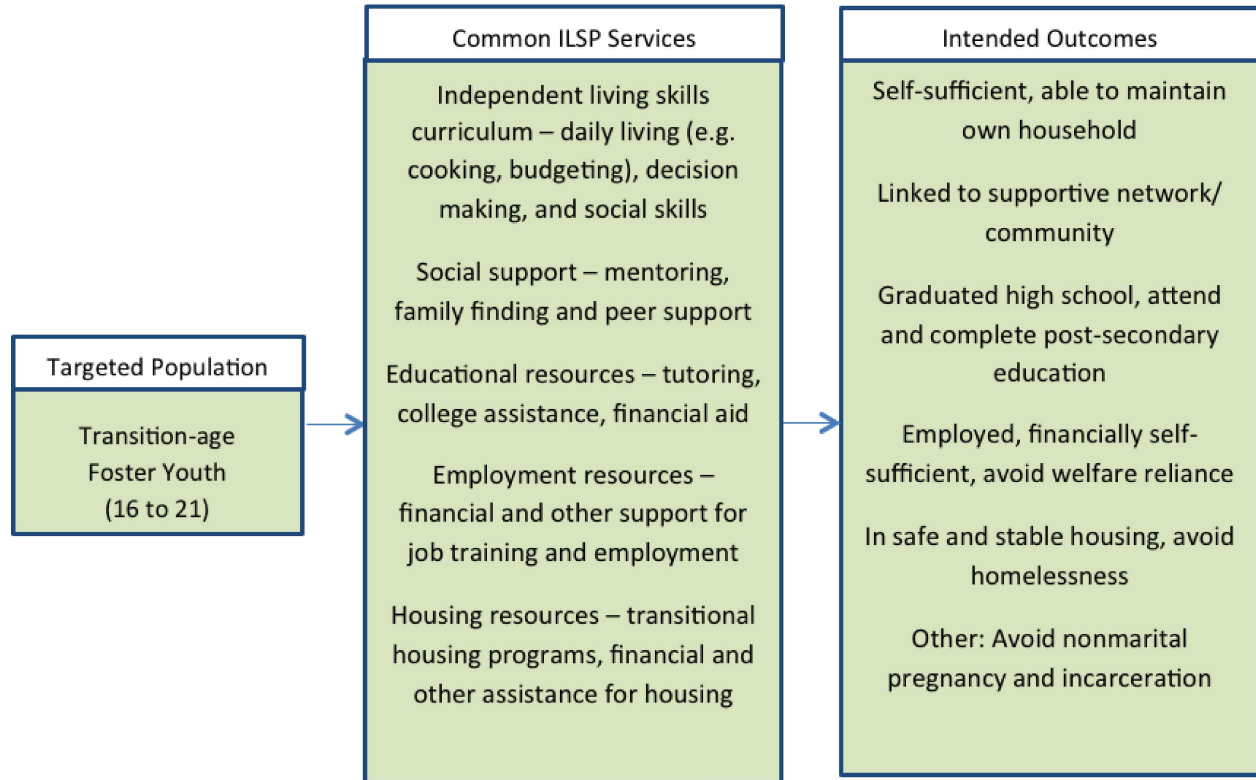 Targeted Population
Transition-age
Foster Youth
(16 to 21)
Common ILSP Services
Independent living skills
curriculum – daily living (e.g.
cooking, budgeting), decision
making, and social skills
Social support – mentoring,
family finding and peer support
Educational resources – tutoring,
college assistance, financial aid
Employment resources –
financial and other support for
job training and employment
Housing resources – transitional
housing programs, financial and
other assistance for housing
Intended Outcomes
Self-sufficient, able to maintain
own household
Linked to supportive network/
community
Graduated high school, attend
and complete post-secondary
education
Employed, financially self-
sufficient, avoid welfare reliance
In safe and stable housing, avoid
homelessness
Other: Avoid nonmarital
pregnancy and incarceration